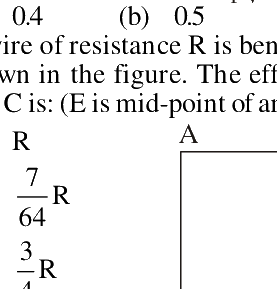 0.4 (b) 0.5
wire of resistance R is ben
wn in the figure. The eff
C is: (E is mid-point of ar
R A
7/64 R
3/4 R